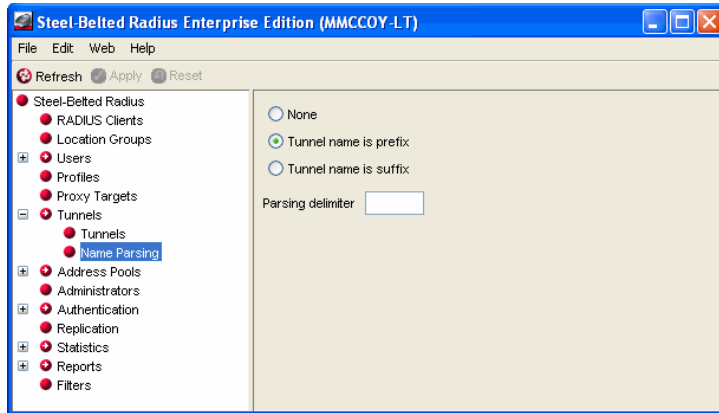 Steel-Belted Radius Enterprise Edition (MMCCOY-LT)
File Edit Web Help
Refresh Apply Reset
Steel-Belted Radius
RADIUS Clients
Location Groups
Users
Profiles
Proxy Targets
Tunnels
Tunnels
Name Parsing
Address Pools
Administrators
Authentication
Replication
Statistics
Reports
Filters
None
Tunnel name is prefix
Tunnel name is suffix
Parsing delimiter